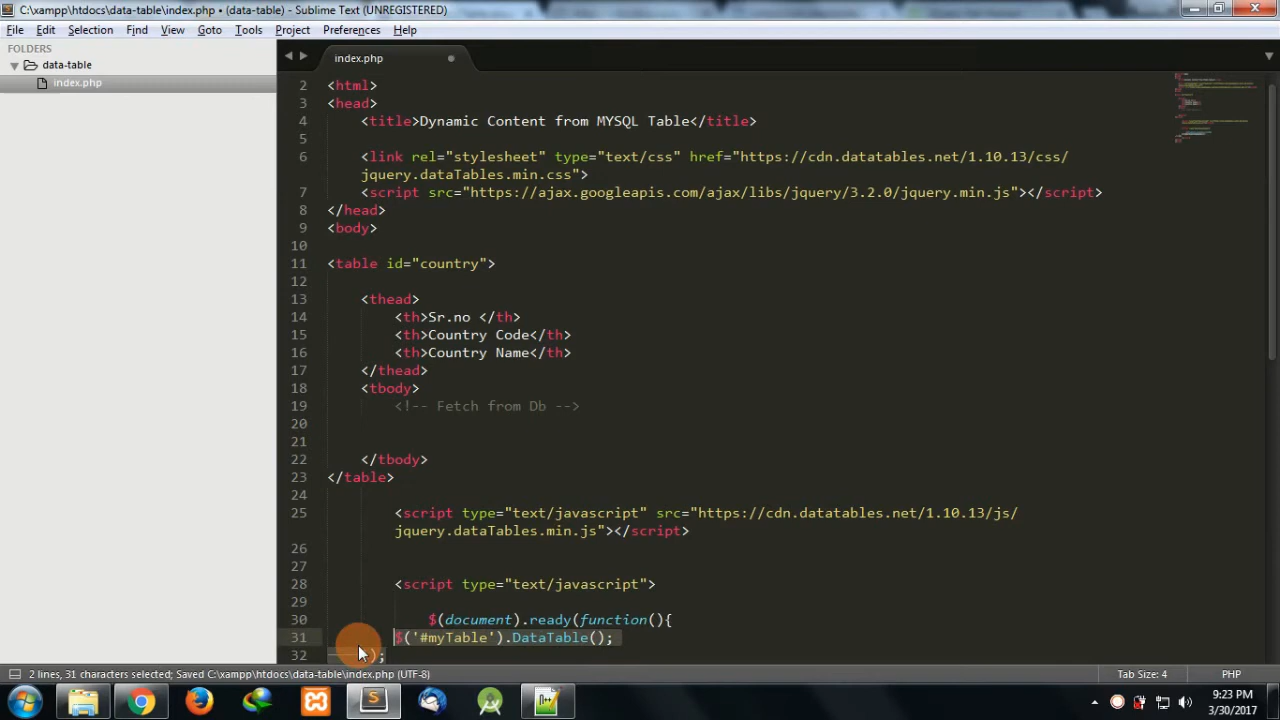 C:\xampp\htdocs\data-table\index.php • (data-table) - Sublime Text (UNREGISTERED)
File Edit Selection Find View Goto Tools Project Preferences Help
FOLDERS
data-table
index.php
index.php
2 <html>
3 <head>
4 <title>Dynamic Content from MYSQL Table</title>
5
6 <link rel="stylesheet" type="text/css" href="https://cdn.datatables.net/1.10.13/css/
jquery.dataTables.min.css">
7 <script src="https://ajax.googleapis.com/ajax/libs/jquery/3.2.0/jquery.min.js"></script>
8 </head>
9 <body>
10
11 <table id="country">
12
13 <thead>
14 <th>Sr.no </th>
15 <th>Country Code</th>
16 <th>Country Name</th>
17 </thead>
18 <tbody>
19 <!-- Fetch from Db -->
20
21
22 </tbody>
23 </table>
24
25 <script type="text/javascript" src="https://cdn.datatables.net/1.10.13/js/
jquery.dataTables.min.js"></script>
26
27
28 <script type="text/javascript">
29
30 $(document).ready(function(){
31 $('#myTable').DataTable();
32 );
2 lines, 31 characters selected; Saved C:\xampp\htdocs\data-table\index.php (UTF-8)
Tab Size: 4
PHP
9:23 PM
3/30/2017